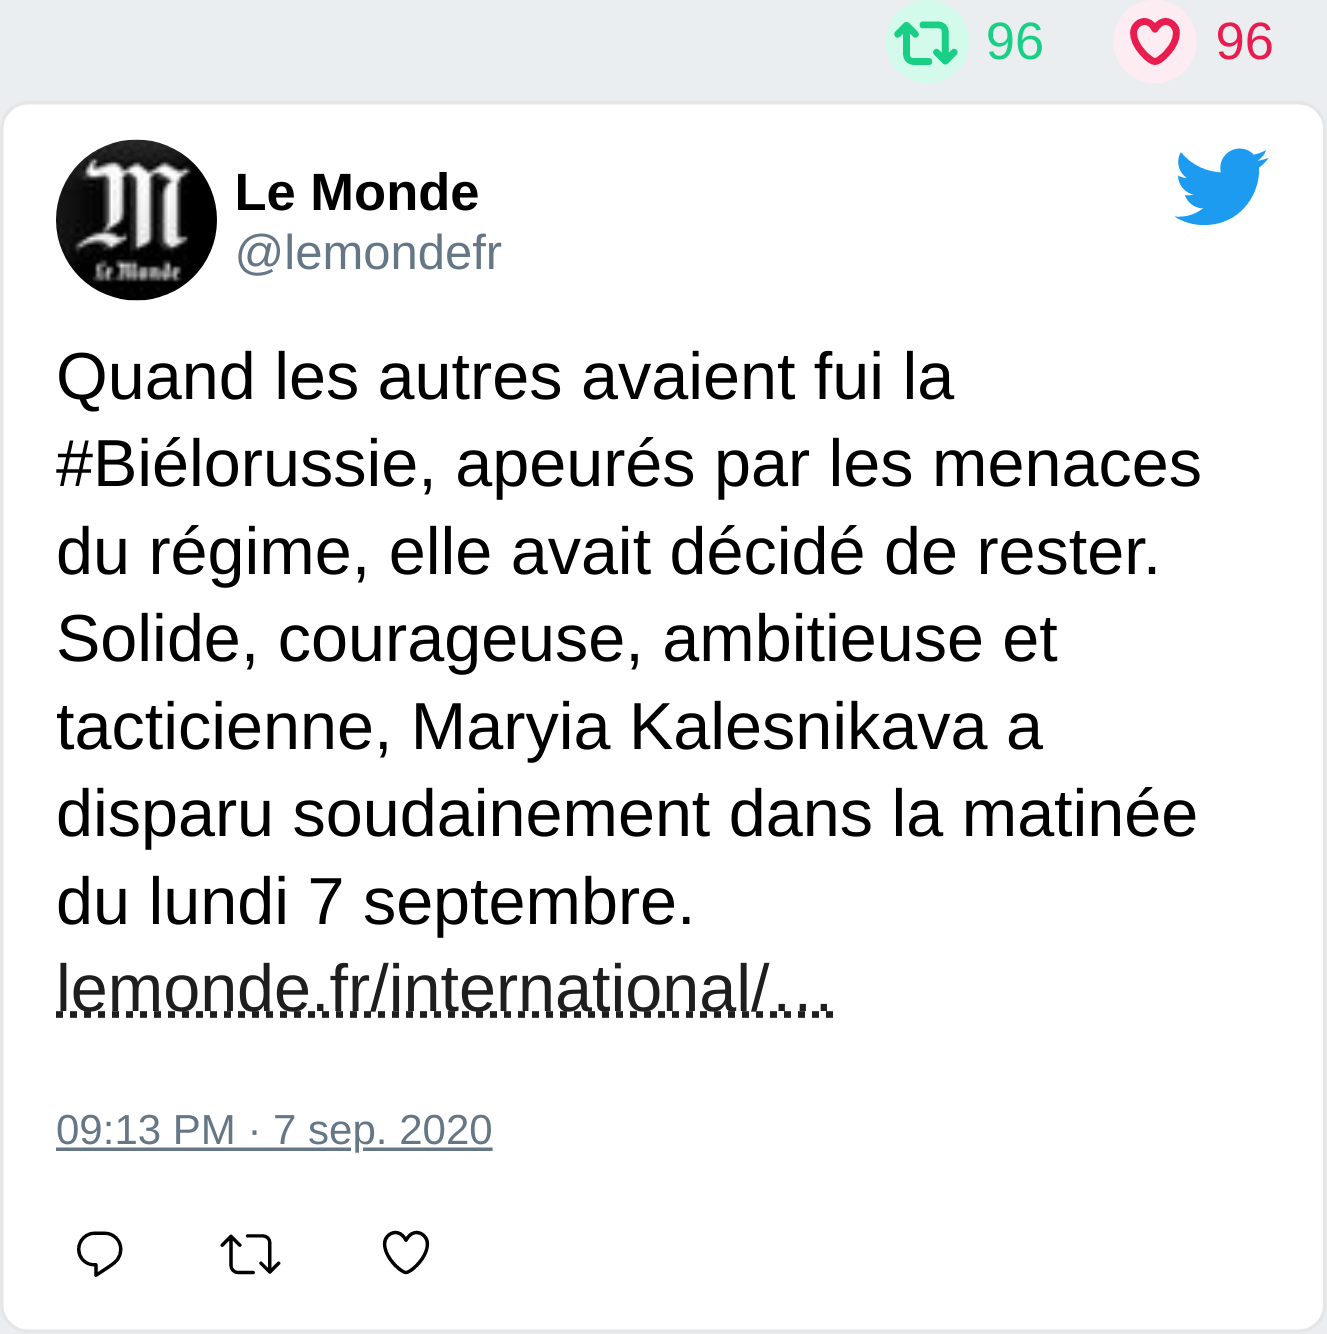 96 96
Le Monde
Le Monde
@lemondefr
Quand les autres avaient fui la
#Biélorussie, apeurés par les menaces
du régime, elle avait décidé de rester.
Solide, courageuse, ambitieuse et
tacticienne, Maryia Kalesnikava a
disparu soudainement dans la matinée
du lundi 7 septembre.
lemonde.fr/international/...
09:13 PM · 7 sep. 2020